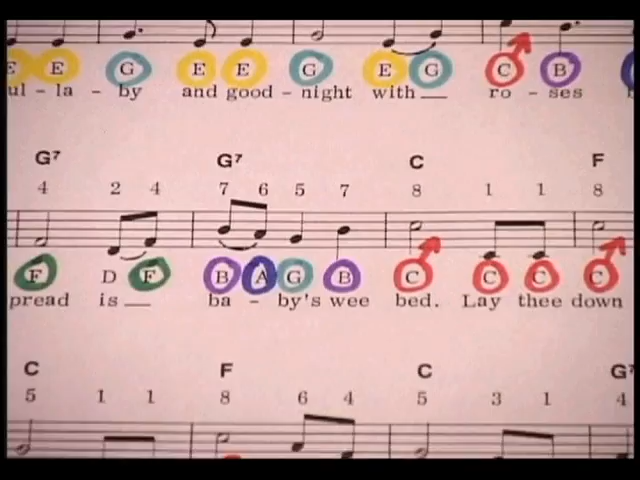 E E G E E G E G C B
ul - la - by and good - night with__ ro - ses
G7 G7 C F
4 2 4 7 6 5 7 8 1 1 8
F D F B A G B C C C C
pread is__ ba - by's wee bed. Lay thee down
C F C G7
5 1 1 8 6 4 5 3 1 4